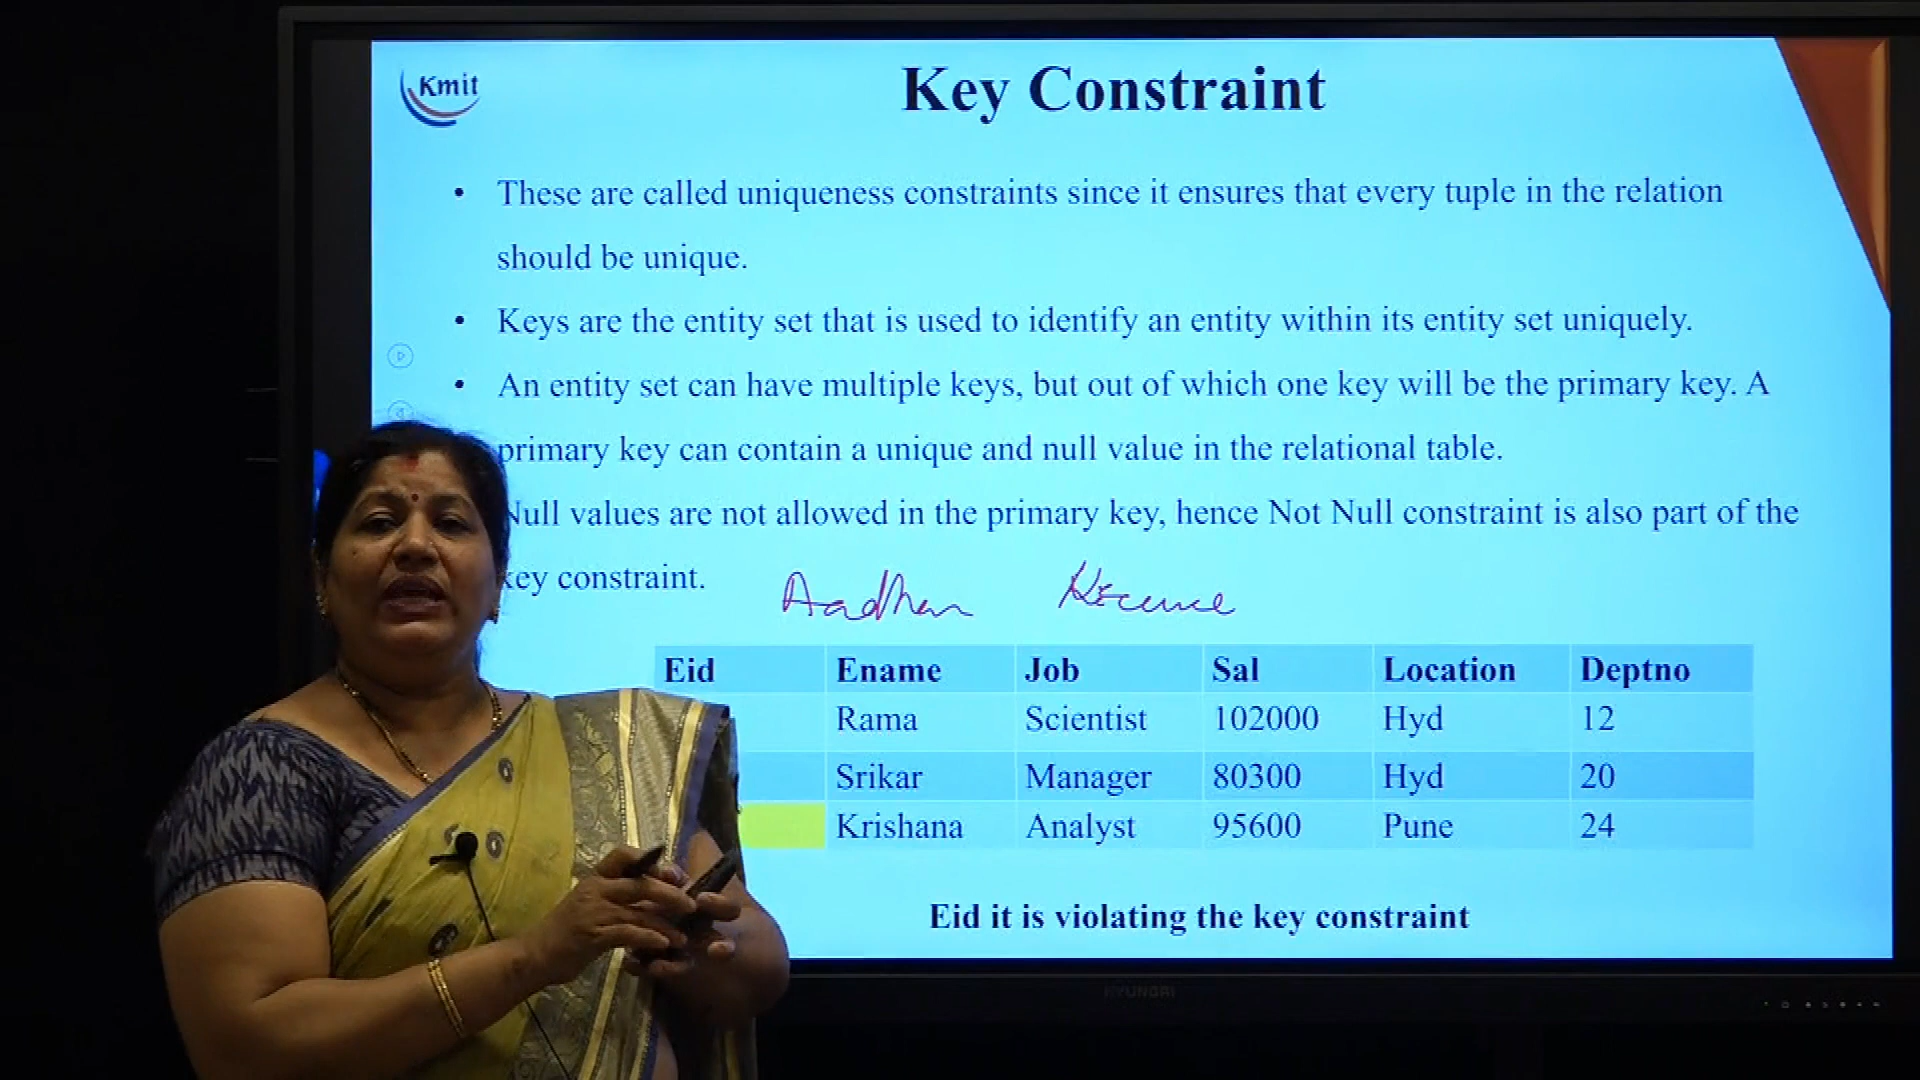 Kmit
Key Constraint
• These are called uniqueness constraints since it ensures that every tuple in the relation
should be unique.
• Keys are the entity set that is used to identify an entity within its entity set uniquely.
• An entity set can have multiple keys, but out of which one key will be the primary key. A
primary key can contain a unique and null value in the relational table.
Null values are not allowed in the primary key, hence Not Null constraint is also part of the
key constraint.
Aadhar
Eid Ename Job Sal Location Deptno
Rama Scientist 102000 Hyd 12
Srikar Manager 80300 Hyd 20
Krishana Analyst 95600 Pune 24
Eid it is violating the key constraint
HYUNDAI